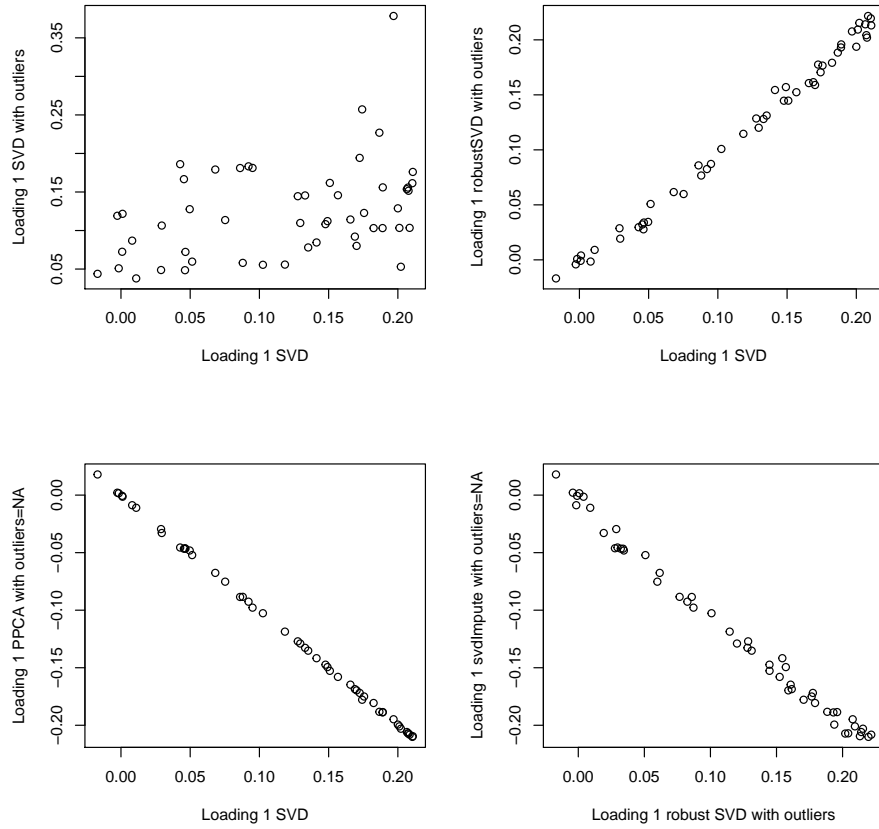 Loading 1 SVD with outliers
0.05
0.15
0.25
0.35
0.00 0.05 0.10 0.15 0.20
Loading 1 SVD
Loading 1 robustSVD with outliers
0.00
0.05
0.10
0.15
0.20
0.00 0.05 0.10 0.15 0.20
Loading 1 SVD
Loading 1 PPCA with outliers=NA
−0.20
−0.15
−0.10
−0.05
0.00
0.00 0.05 0.10 0.15 0.20
Loading 1 SVD
Loading 1 svdImpute with outliers=NA
−0.20
−0.15
−0.10
−0.05
0.00
0.00 0.05 0.10 0.15 0.20
Loading 1 robust SVD with outliers